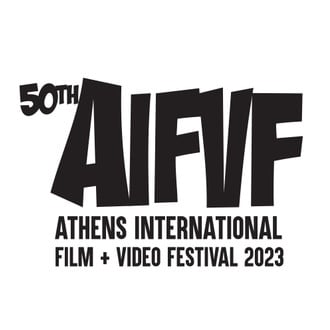 50TH AIFVF
ATHENS INTERNATIONAL
FILM + VIDEO FESTIVAL 2023